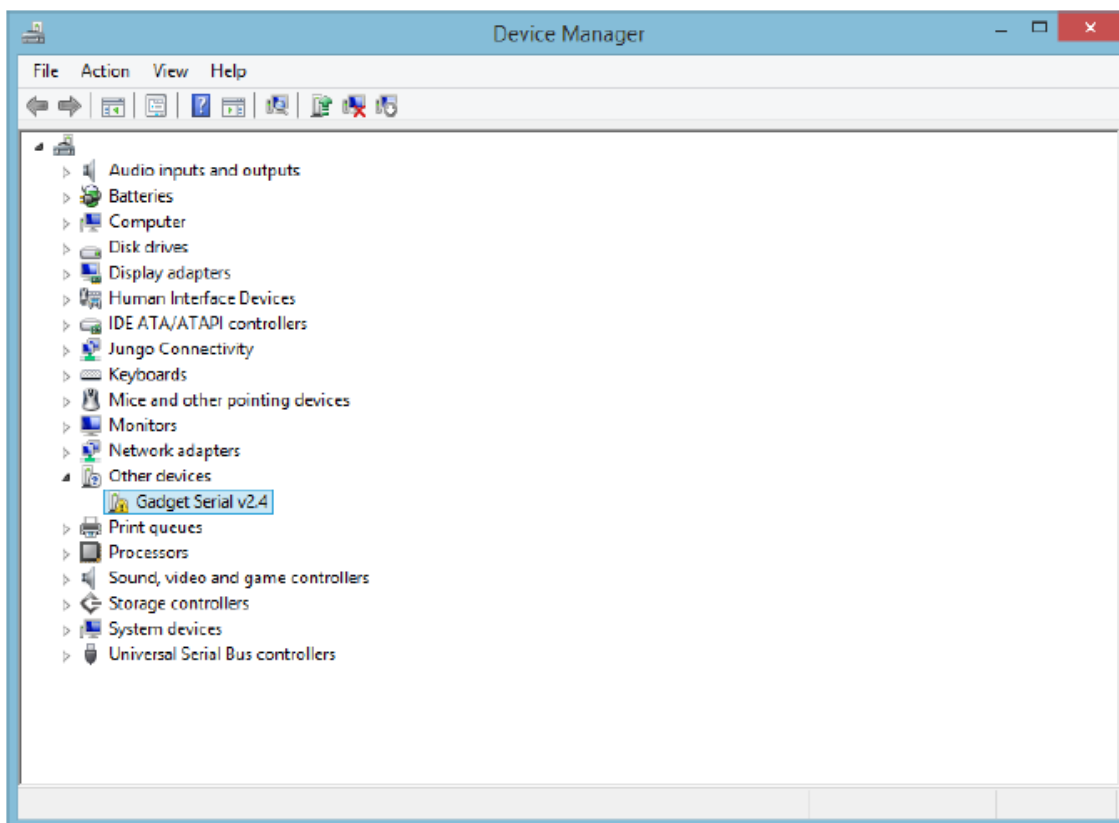 Device Manager
File Action View Help
Audio inputs and outputs
Batteries
Computer
Disk drives
Display adapters
Human Interface Devices
IDE ATA/ATAPI controllers
Jungo Connectivity
Keyboards
Mice and other pointing devices
Monitors
Network adapters
Other devices
Gadget Serial v2.4
Print queues
Processors
Sound, video and game controllers
Storage controllers
System devices
Universal Serial Bus controllers